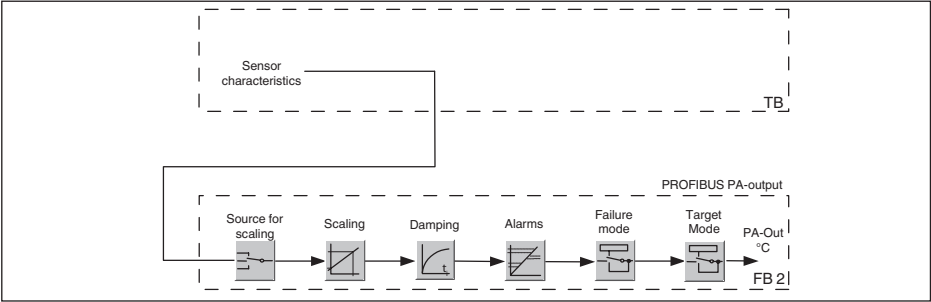 Sensor
characteristics
TB
PROFIBUS PA-output
Source for
scaling
Scaling
Damping
Alarms
Failure
mode
Target
Mode
PA-Out
°C
t
FB 2